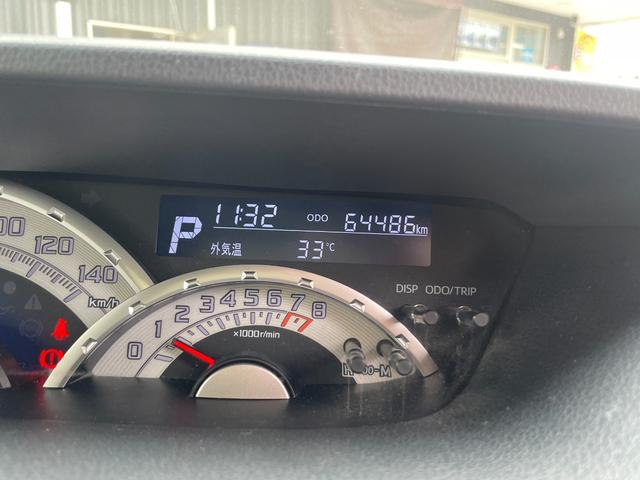 11:32 ODO 64486km
P
外気温 33℃
DISP ODO/TRIP
100 120 140
km/h
0 1 2 3 4 5 6 7 8
×1000r/min
H M